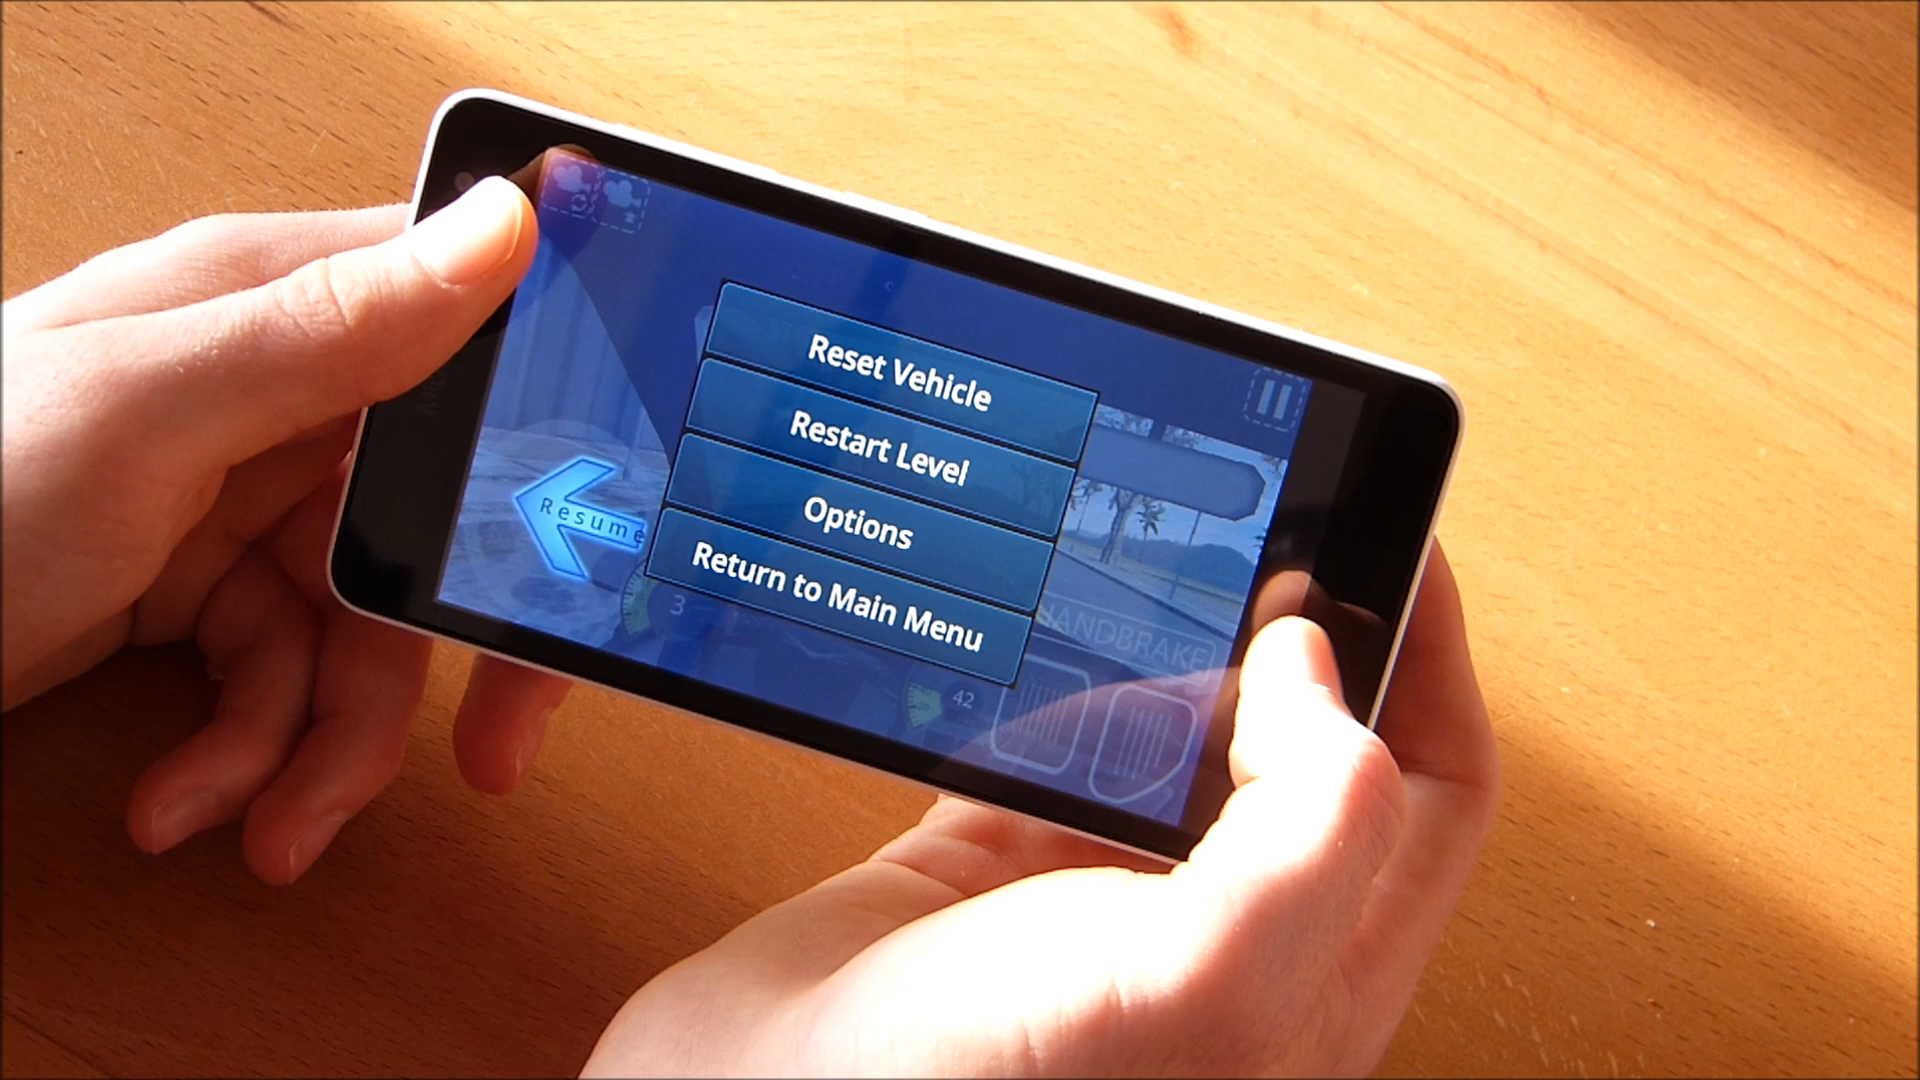 Reset Vehicle
Restart Level
Options
Return to Main Menu
Resume
3
42
HANDBRAKE